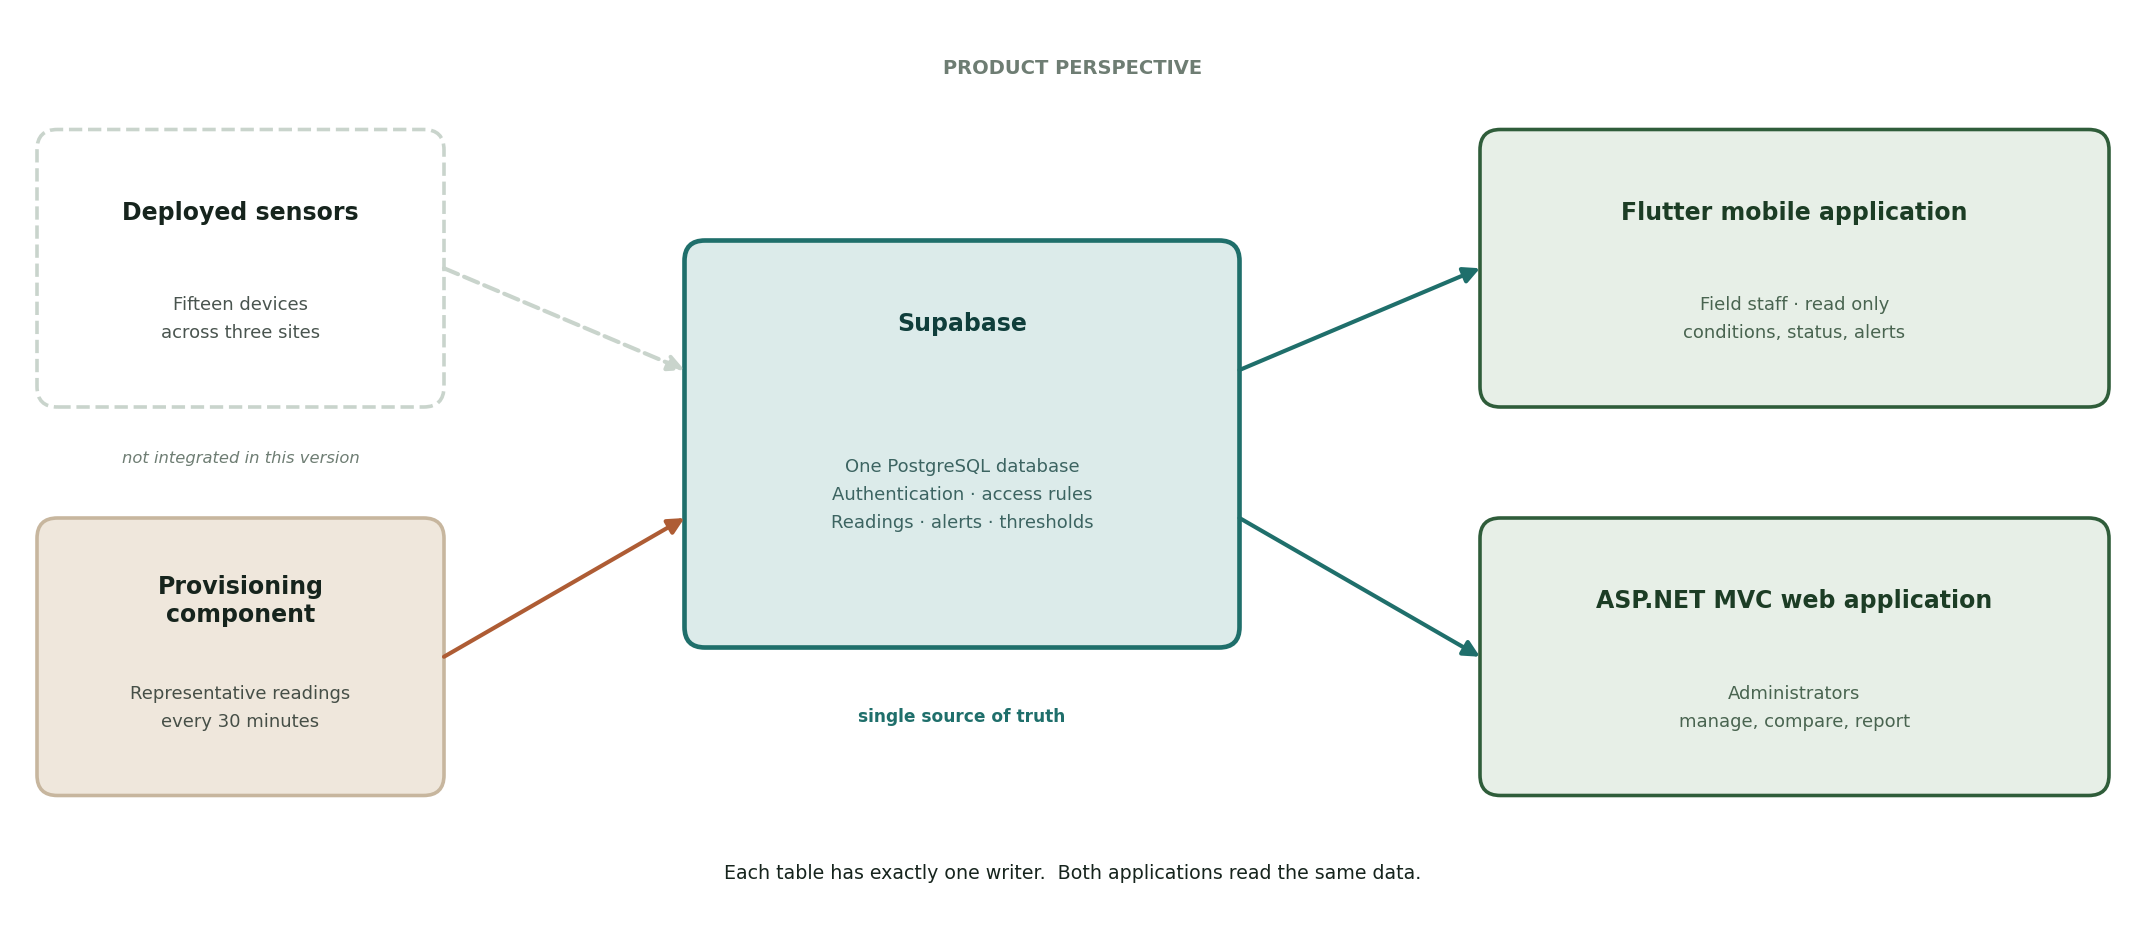 PRODUCT PERSPECTIVE
Deployed sensors
Fifteen devices
across three sites
not integrated in this version
Provisioning
component
Representative readings
every 30 minutes
Supabase
One PostgreSQL database
Authentication · access rules
Readings · alerts · thresholds
single source of truth
Flutter mobile application
Field staff · read only
conditions, status, alerts
ASP.NET MVC web application
Administrators
manage, compare, report
Each table has exactly one writer.  Both applications read the same data.